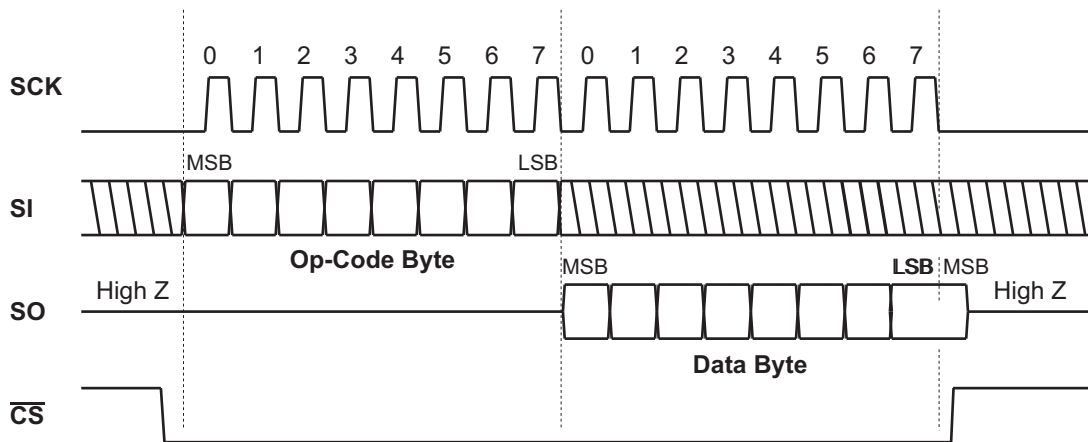 0 1 2 3 4 5 6 7 0 1 2 3 4 5 6 7
SCK
MSB LSB
SI
Op-Code Byte
MSB LSB MSB
High Z High Z
SO
Data Byte
CS